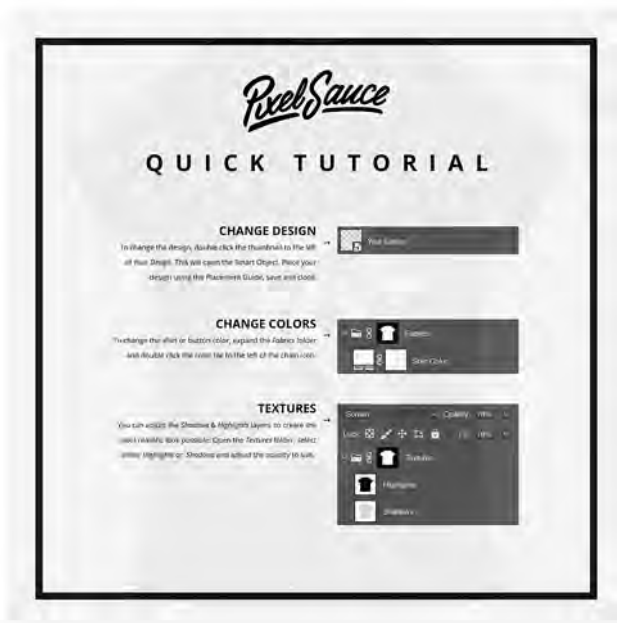 PixelSauce
QUICK TUTORIAL
CHANGE DESIGN
To change the design, double click the thumbnail to the left
of Your Design. This will open the Smart Object. Place your
design using the Placement Guide, save and close.
Your Design
CHANGE COLORS
To change the shirt or button color, expand the Fabrics folder
and double click the color tile to the left of the chain icon.
Fabrics
Shirt Color
TEXTURES
You can adjust the Shadows & Highlights layers to create the
most realistic look possible. Open the Textures folder, select
either Highlights or Shadows and adjust the opacity to suit.
Screen Opacity: 70%
Lock: Fill: 100%
Textures
Highlights
Shadows